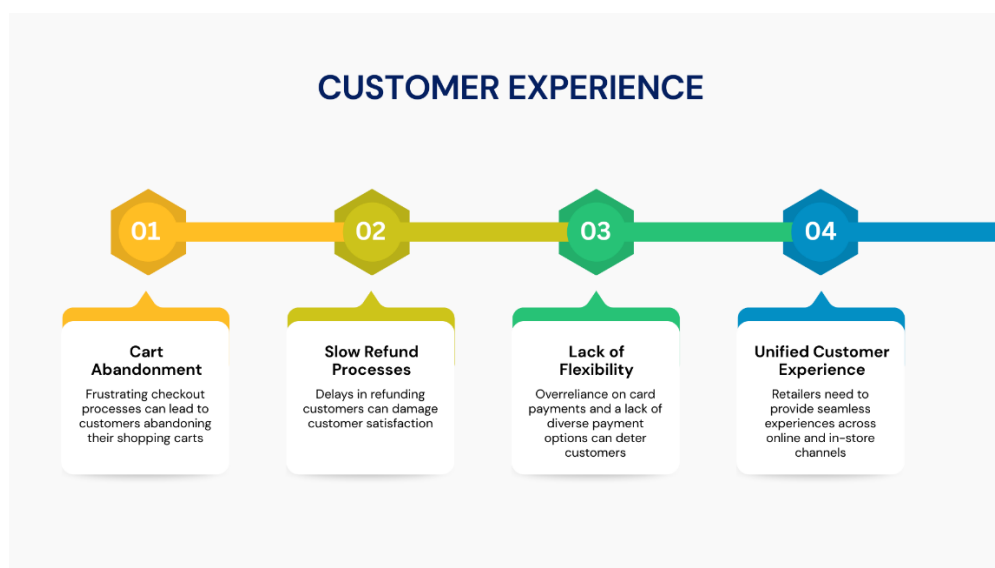 CUSTOMER EXPERIENCE
01
02
03
04
Cart
Abandonment
Frustrating checkout
processes can lead to
customers abandoning
their shopping carts
Slow Refund
Processes
Delays in refunding
customers can damage
customer satisfaction
Lack of
Flexibility
Overreliance on card
payments and a lack of
diverse payment
options can deter
customers
Unified Customer
Experience
Retailers need to
provide seamless
experiences across
online and in-store
channels